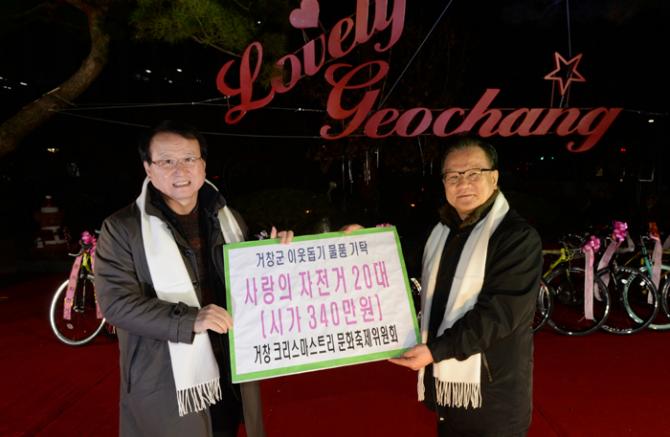 Lovely
Geochang
거창군 이웃돕기 물품 기탁
사랑의 자전거 20대
(시가 340만원)
거창 크리스마스트리 문화축제위원회